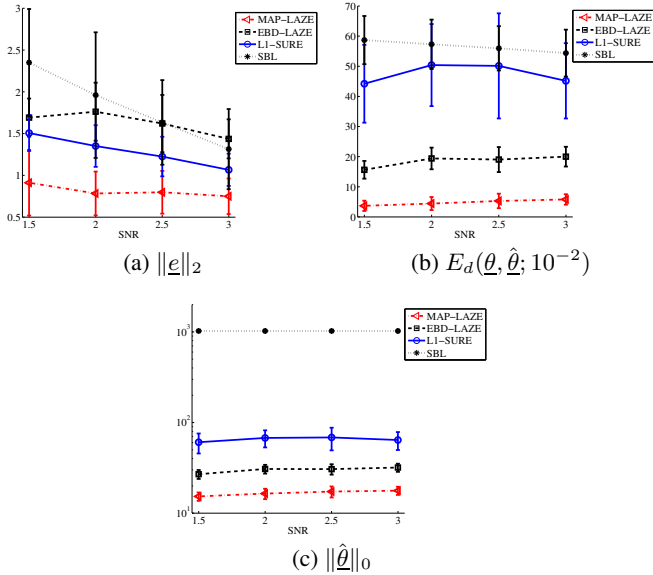 3
2.5
2
1.5
1
0.5
1.5
2
2.5
3
SNR
MAP-LAZE
EBD-LAZE
L1-SURE
SBL
(a) ‖e‖₂
70
60
50
40
30
20
10
0
1.5
2
2.5
3
SNR
MAP-LAZE
EBD-LAZE
L1-SURE
SBL
(b) E_d(θ, θ̂; 10⁻²)
10³
10²
10¹
1.5
2
2.5
3
SNR
MAP-LAZE
EBD-LAZE
L1-SURE
SBL
(c) ‖θ̂‖₀